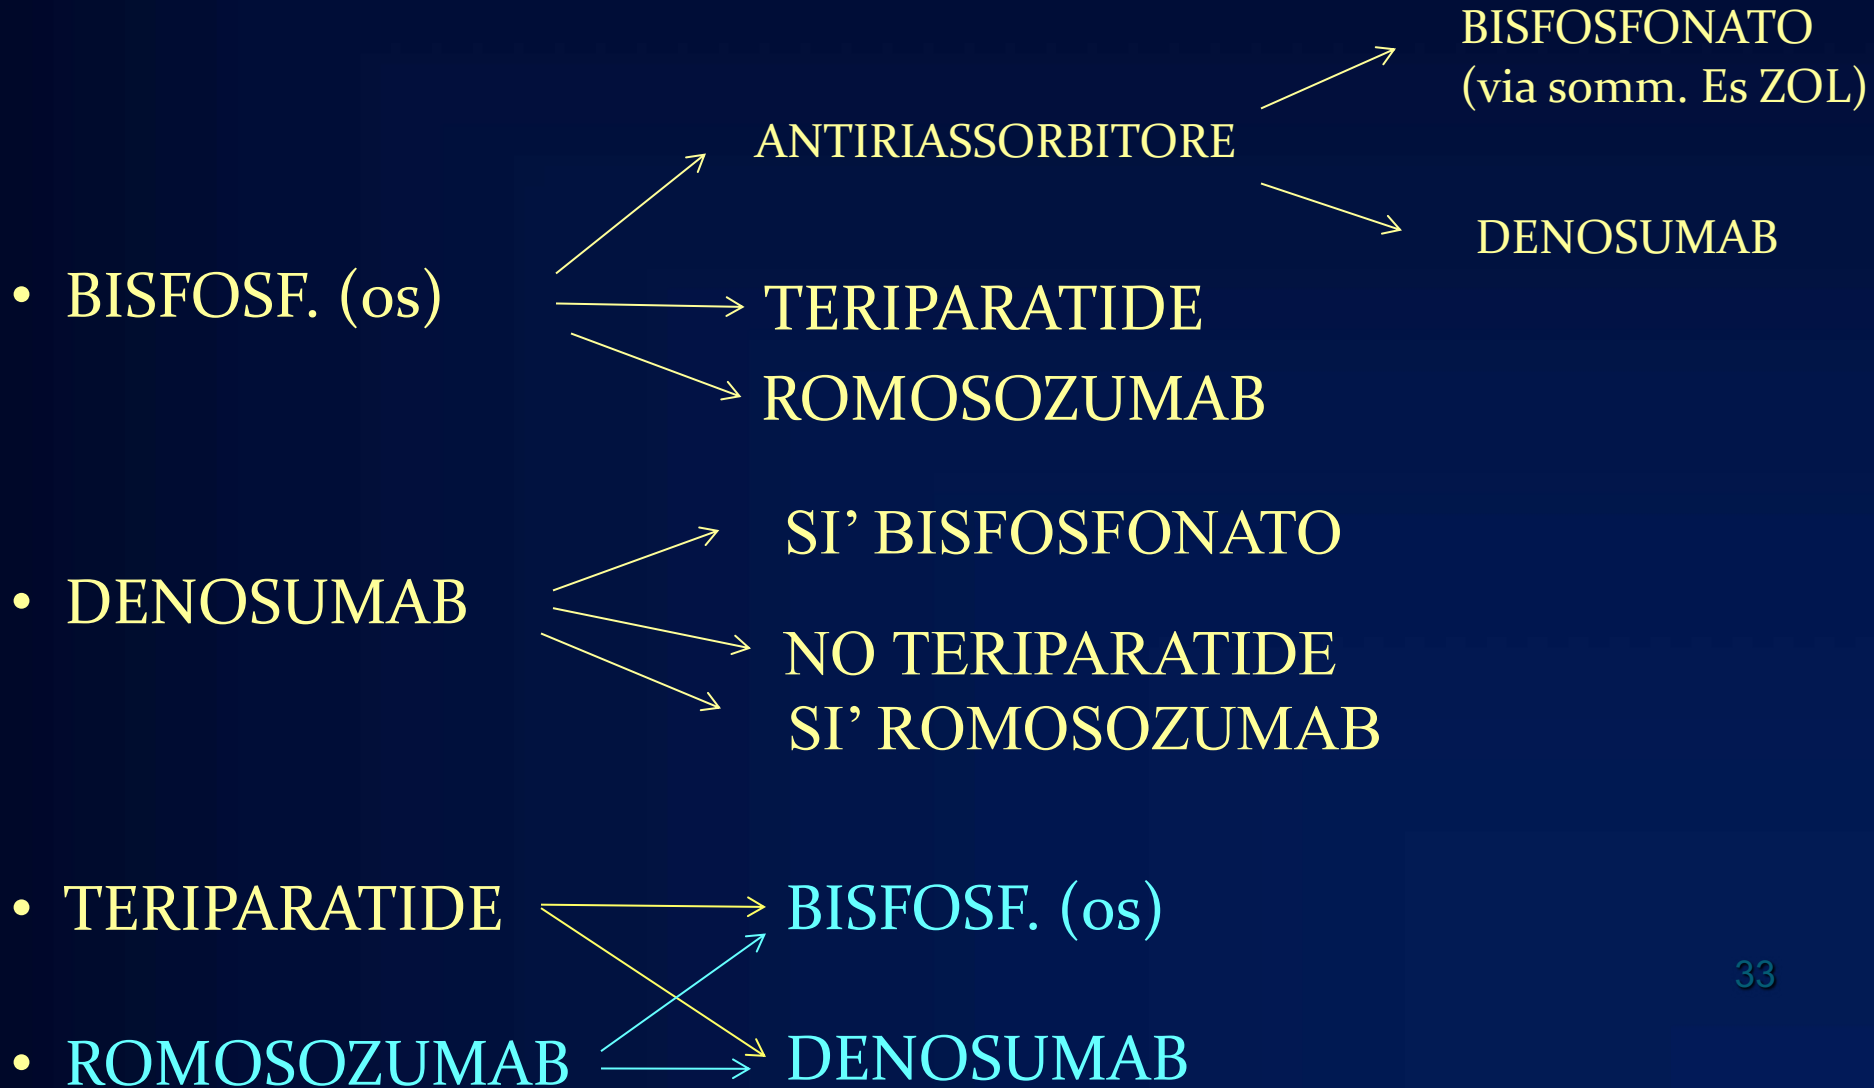 BISFOSFONATO
(via somm. Es ZOL)
ANTIRIASSORBITORE
DENOSUMAB
• BISFOSF. (os)
TERIPARATIDE
ROMOSOZUMAB
SI’ BISFOSFONATO
• DENOSUMAB
NO TERIPARATIDE
SI’ ROMOSOZUMAB
• TERIPARATIDE
BISFOSF. (os)
33
• ROMOSOZUMAB
DENOSUMAB